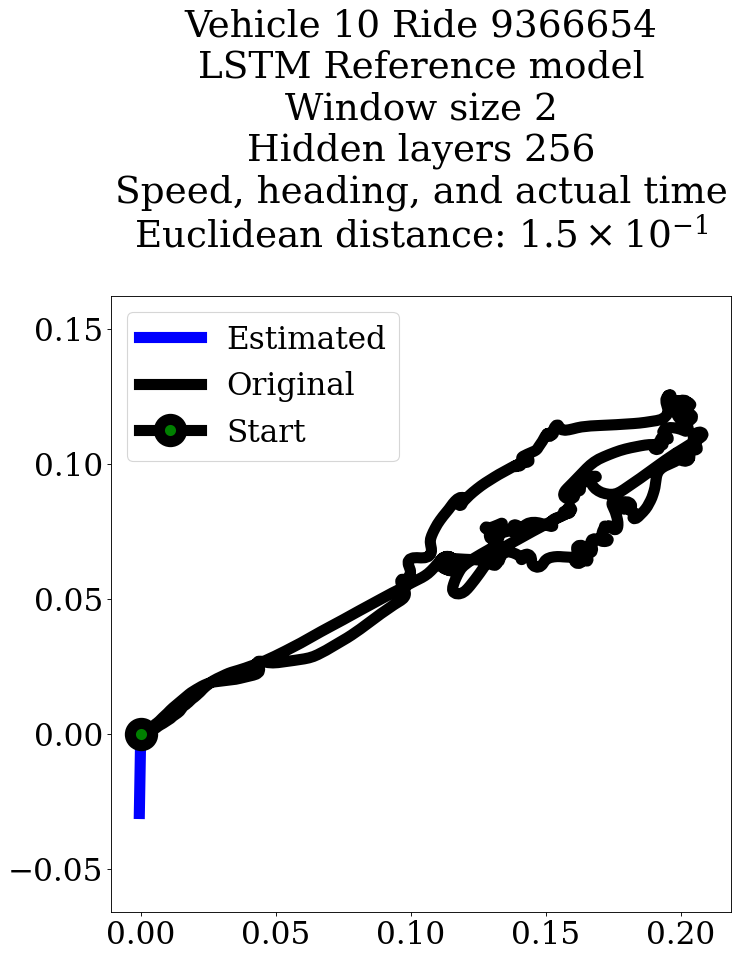 Vehicle 10 Ride 9366654
LSTM Reference model
Window size 2
Hidden layers 256
Speed, heading, and actual time
Euclidean distance: 1.5 × 10⁻¹
Estimated
Original
Start
0.15
0.10
0.05
0.00
−0.05
0.00 0.05 0.10 0.15 0.20